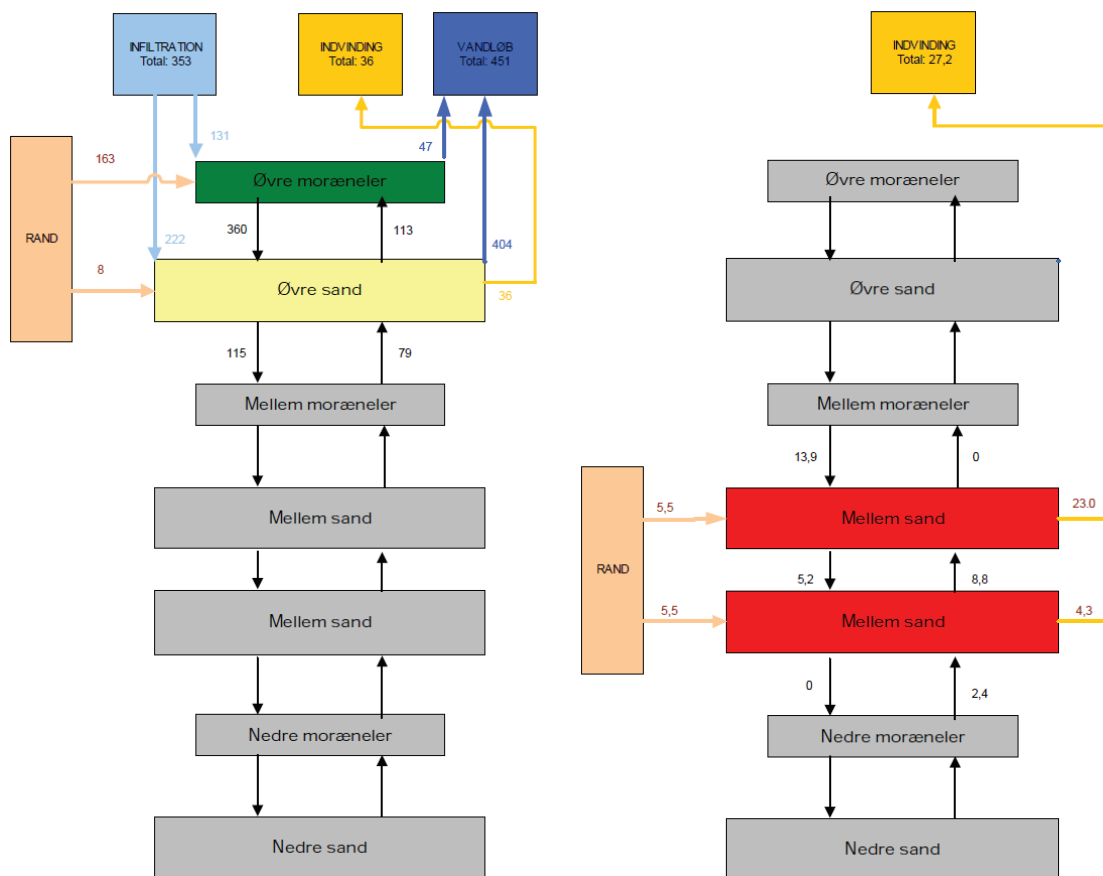 INFILTRATION
Total: 353
INDVINDING
Total: 36
VANDLØB
Total: 451
131
47
163
Øvre moræneler
360
113
RAND
222
404
8
Øvre sand
36
115
79
Mellem moræneler
Mellem sand
Mellem sand
Nedre moræneler
Nedre sand
INDVINDING
Total: 27,2
Øvre moræneler
Øvre sand
Mellem moræneler
13,9
0
5,5
Mellem sand
23.0
RAND
5,2
8,8
5,5
Mellem sand
4,3
0
2,4
Nedre moræneler
Nedre sand